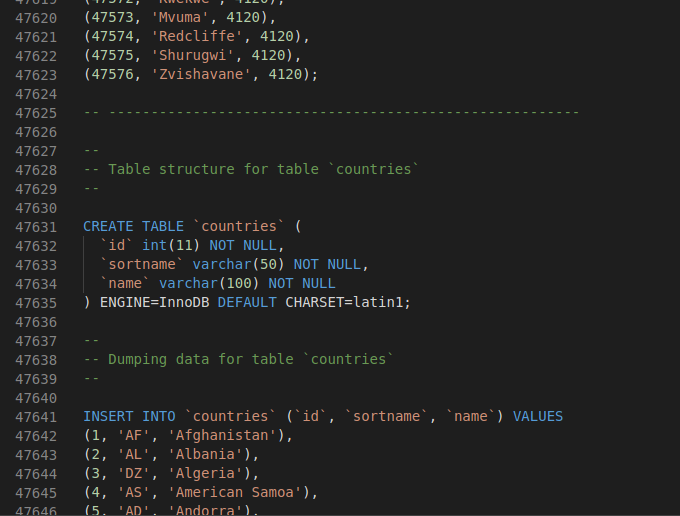 47619 (47572, 'Kwekwe', 4120),
47620 (47573, 'Mvuma', 4120),
47621 (47574, 'Redcliffe', 4120),
47622 (47575, 'Shurugwi', 4120),
47623 (47576, 'Zvishavane', 4120);
47624
47625 -- --------------------------------------------------------
47626
47627 --
47628 -- Table structure for table `countries`
47629 --
47630
47631 CREATE TABLE `countries` (
47632   `id` int(11) NOT NULL,
47633   `sortname` varchar(50) NOT NULL,
47634   `name` varchar(100) NOT NULL
47635 ) ENGINE=InnoDB DEFAULT CHARSET=latin1;
47636
47637 --
47638 -- Dumping data for table `countries`
47639 --
47640
47641 INSERT INTO `countries` (`id`, `sortname`, `name`) VALUES
47642 (1, 'AF', 'Afghanistan'),
47643 (2, 'AL', 'Albania'),
47644 (3, 'DZ', 'Algeria'),
47645 (4, 'AS', 'American Samoa'),
47646 (5, 'AD', 'Andorra'),